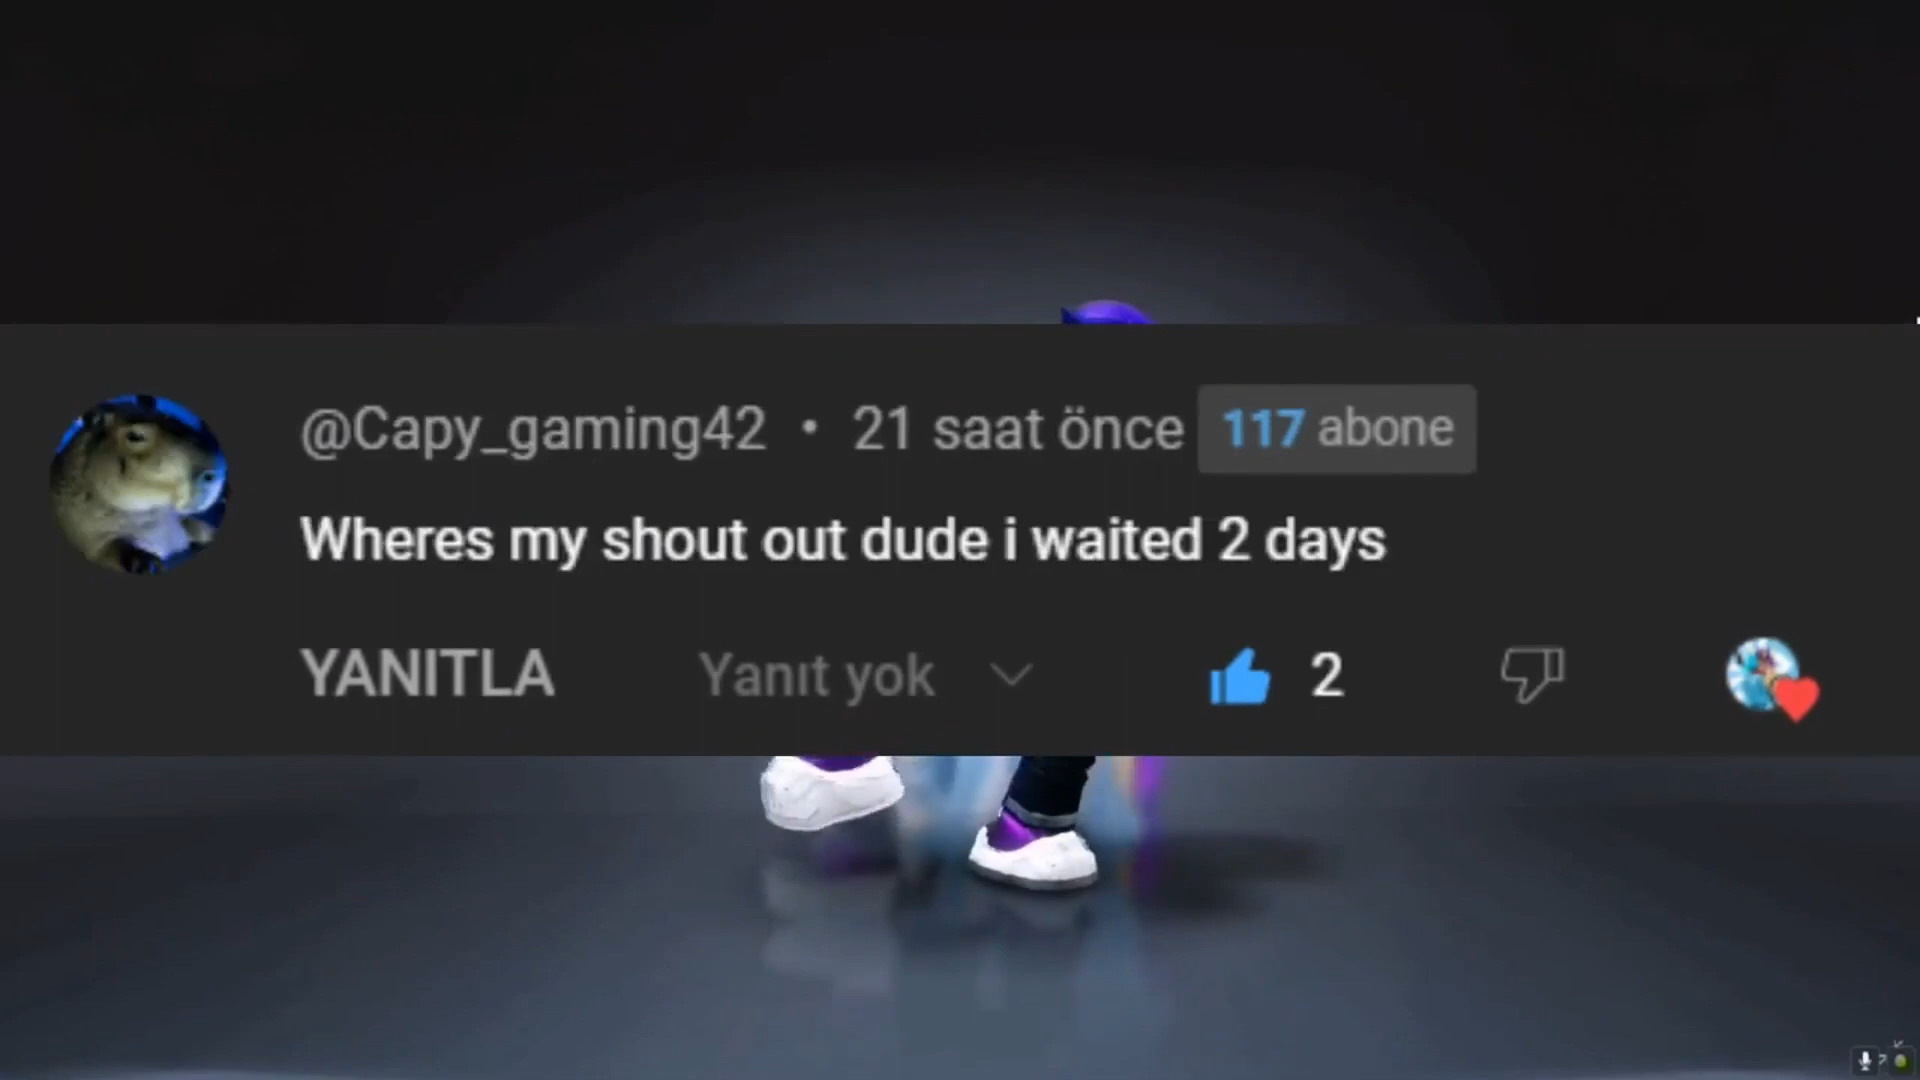 @Capy_gaming42 • 21 saat önce 117 abone
Wheres my shout out dude i waited 2 days
YANITLA Yanıt yok 2